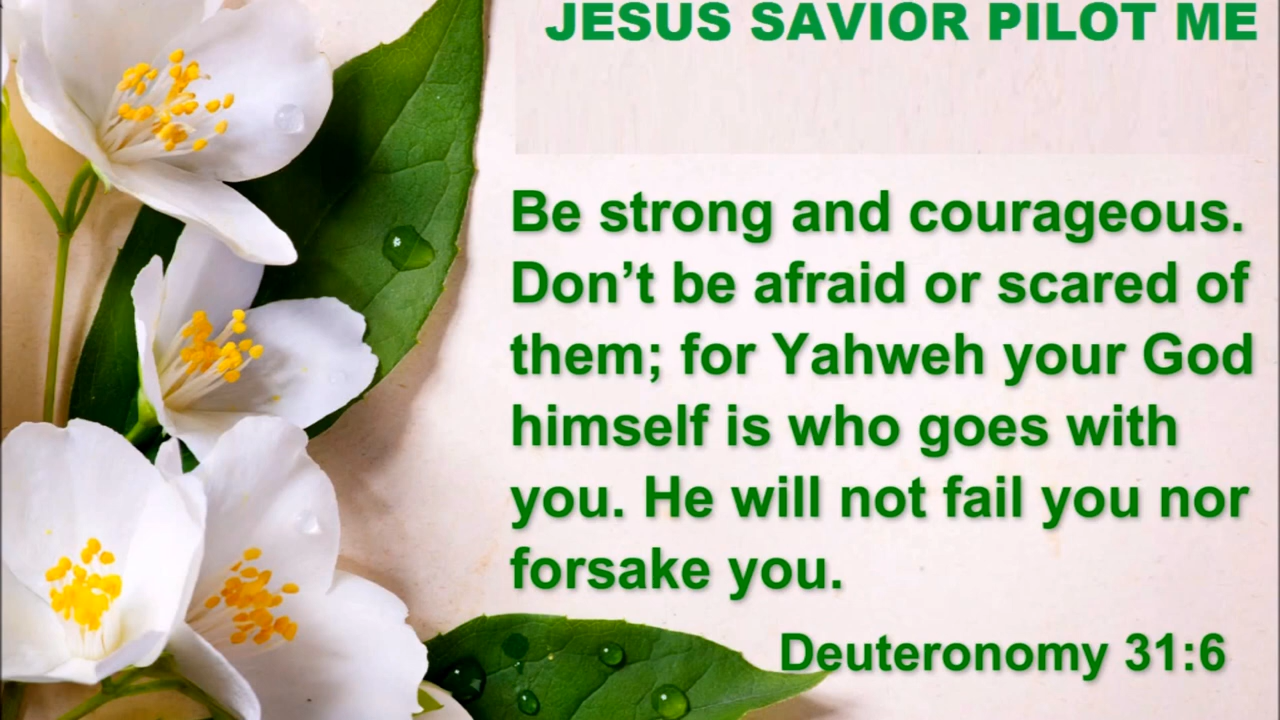 JESUS SAVIOR PILOT ME
Be strong and courageous.
Don’t be afraid or scared of
them; for Yahweh your God
himself is who goes with
you. He will not fail you nor
forsake you.
Deuteronomy 31:6